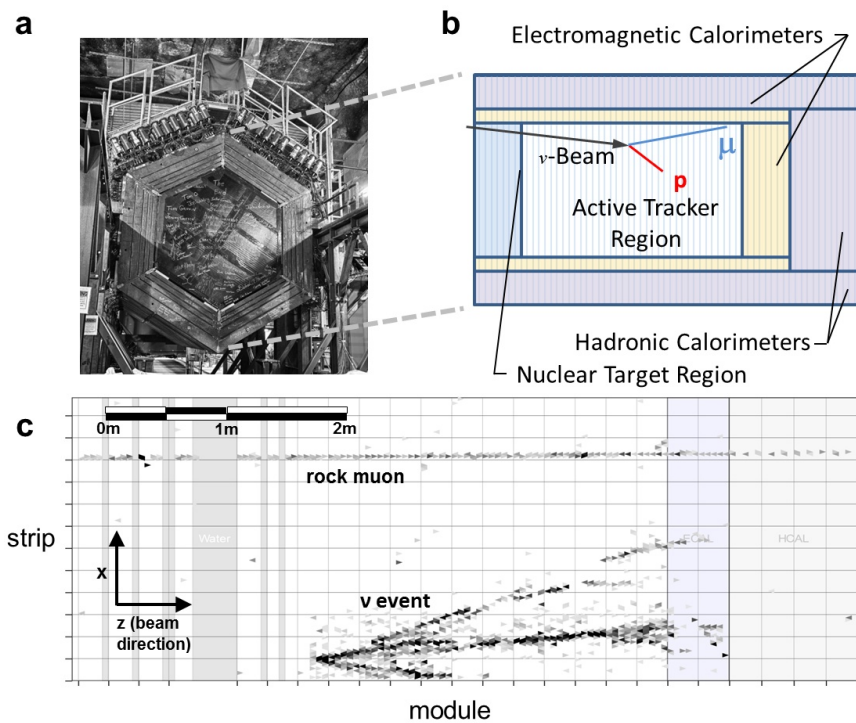 a
b
Electromagnetic Calorimeters
ν-Beam
μ
p
Active Tracker
Region
Hadronic Calorimeters
Nuclear Target Region
c
0m
1m
2m
rock muon
strip
Water
x
ECAL
HCAL
ν event
z (beam
direction)
module